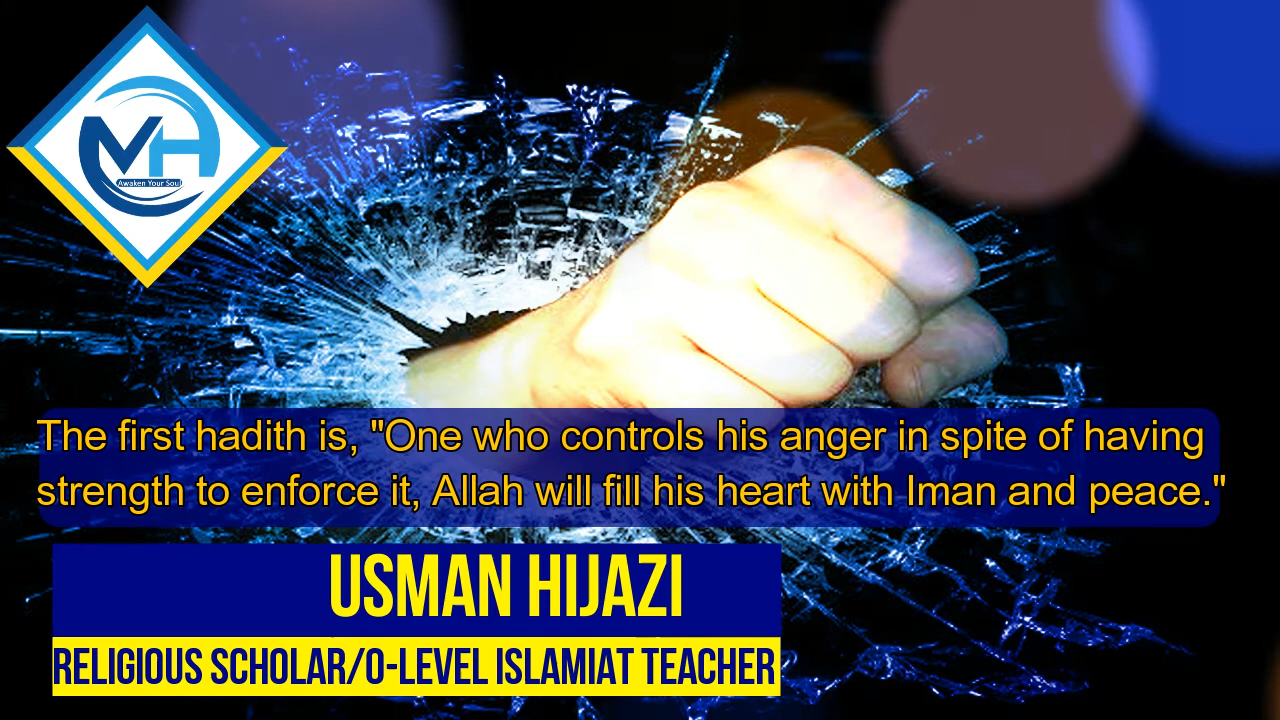 Awaken Your Soul
The first hadith is, "One who controls his anger in spite of having
strength to enforce it, Allah will fill his heart with Iman and peace."
USMAN HIJAZI
RELIGIOUS SCHOLAR/O-LEVEL ISLAMIAT TEACHER